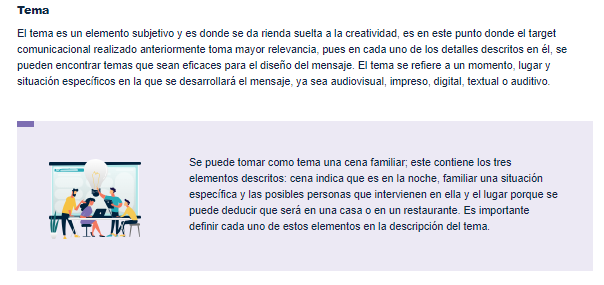 Tema
El tema es un elemento subjetivo y es donde se da rienda suelta a la creatividad, es en este punto donde el target
comunicacional realizado anteriormente toma mayor relevancia, pues en cada uno de los detalles descritos en él, se
pueden encontrar temas que sean eficaces para el diseño del mensaje. El tema se refiere a un momento, lugar y
situación específicos en la que se desarrollará el mensaje, ya sea audiovisual, impreso, digital, textual o auditivo.
Se puede tomar como tema una cena familiar; este contiene los tres
elementos descritos: cena indica que es en la noche, familiar una situación
específica y las posibles personas que intervienen en ella y el lugar porque se
puede deducir que será en una casa o en un restaurante. Es importante
definir cada uno de estos elementos en la descripción del tema.